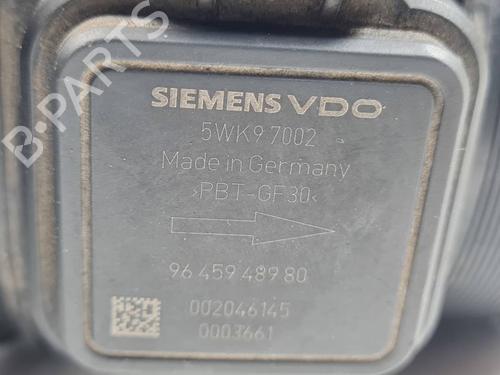 B-PARTS
SIEMENS VDO
5WK9 7002
Made in Germany
›PBT-GF30‹
96 459 489 80
002046145
0003661